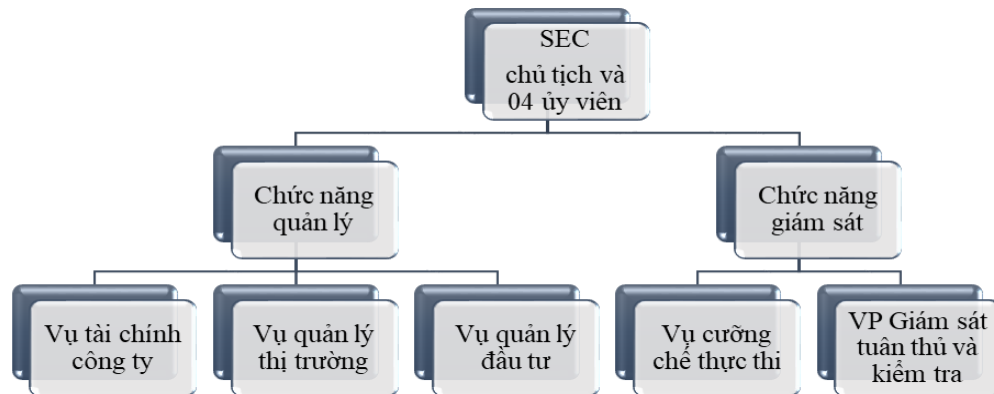 SEC
chủ tịch và
04 ủy viên
Chức năng
quản lý
Chức năng
giám sát
Vụ tài chính
công ty
Vụ quản lý
thị trường
Vụ quản lý
đầu tư
Vụ cưỡng
chế thực thi
VP Giám sát
tuân thủ và
kiểm tra